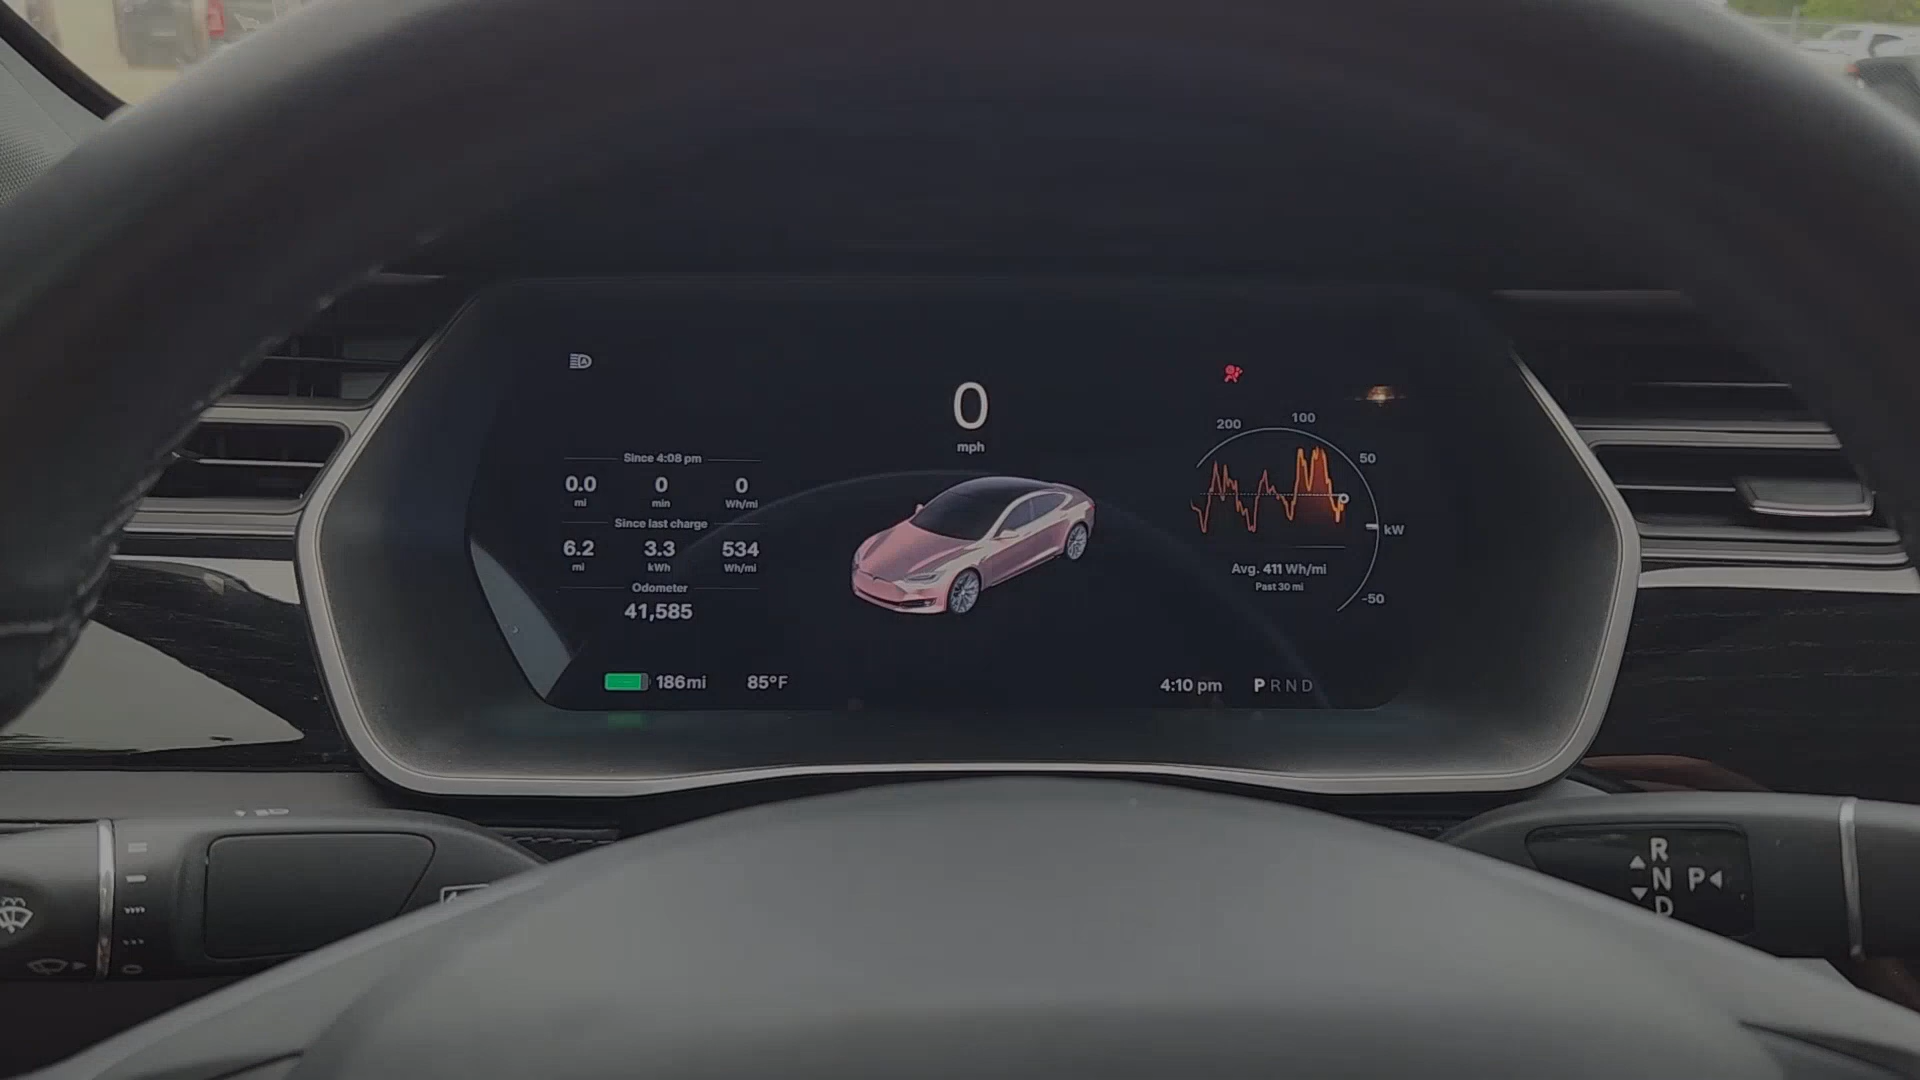 0
mph
Since 4:08 pm
0.0 0 0
mi min Wh/mi
Since last charge
6.2 3.3 534
mi kWh Wh/mi
Odometer
41,585
200 100
50
kW
-50
Avg. 411 Wh/mi
Past 30 mi
186mi 85°F
4:10 pm P R N D
R
N P
D